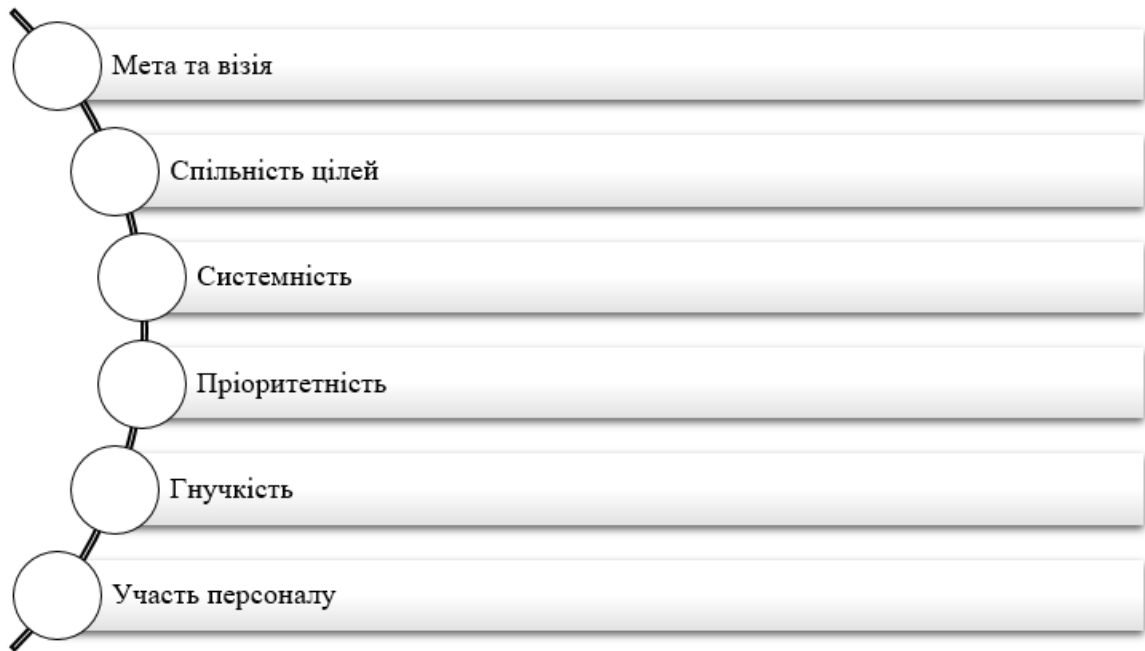 Мета та візія
Спільність цілей
Системність
Пріоритетність
Гнучкість
Участь персоналу